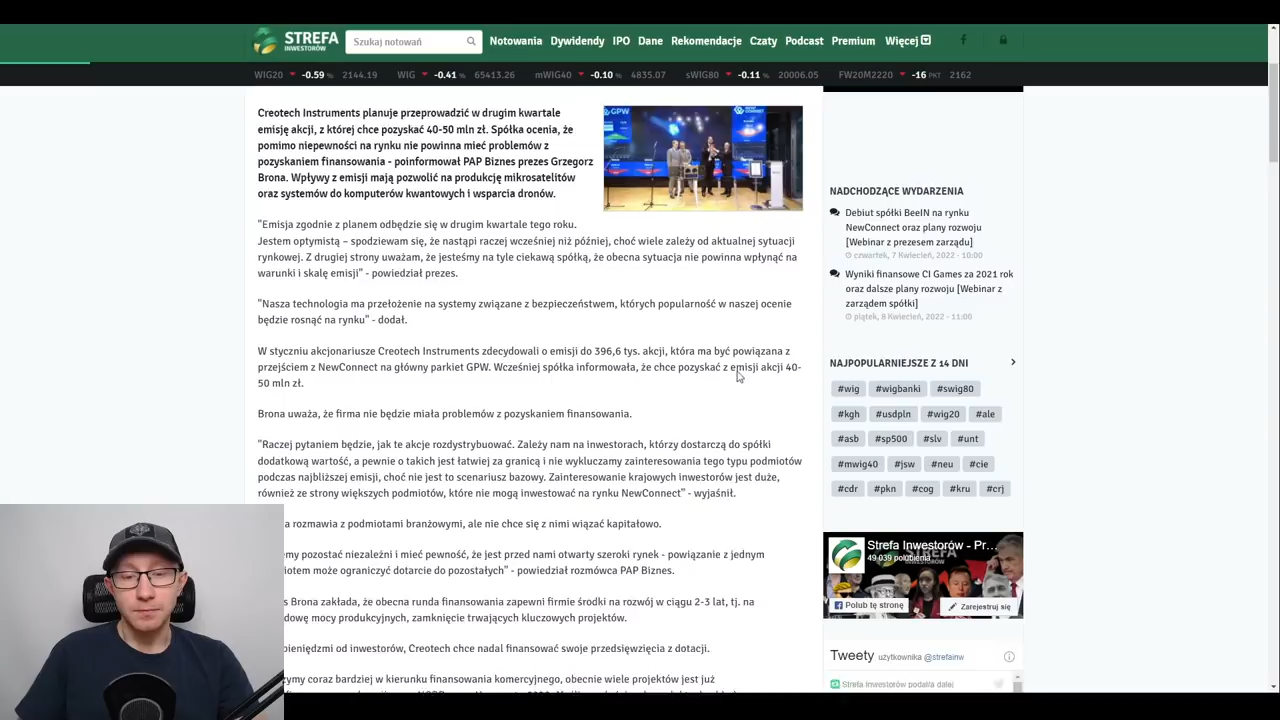 STREFA
INWESTORÓW
Szukaj notowań
Notowania Dywidendy IPO Dane Rekomendacje Czaty Podcast Premium Więcej
WIG20 -0.59 % 2144.19 WIG -0.41 % 65413.26 mWIG40 -0.10 % 4835.07 sWIG80 -0.11 % 20006.05 FW20M2220 -16 PKT 2162
Creotech Instruments planuje przeprowadzić w drugim kwartale
emisję akcji, z której chce pozyskać 40-50 mln zł. Spółka ocenia, że
pomimo niepewności na rynku nie powinna mieć problemów z
pozyskaniem finansowania - poinformował PAP Biznes prezes Grzegorz
Brona. Wpływy z emisji mają pozwolić na produkcję mikrosatelitów
oraz systemów do komputerów kwantowych i wsparcia dronów.
GPW
"Emisja zgodnie z planem odbędzie się w drugim kwartale tego roku.
Jestem optymistą – spodziewam się, że nastąpi raczej wcześniej niż później, choć wiele zależy od aktualnej sytuacji
rynkowej. Z drugiej strony uważam, że jesteśmy na tyle ciekawą spółką, że obecna sytuacja nie powinna wpłynąć na
warunki i skalę emisji" - powiedział prezes.
"Nasza technologia ma przełożenie na systemy związane z bezpieczeństwem, których popularność w naszej ocenie
będzie rosnąć na rynku" - dodał.
W styczniu akcjonariusze Creotech Instruments zdecydowali o emisji do 396,6 tys. akcji, która ma być powiązana z
przejściem z NewConnect na główny parkiet GPW. Wcześniej spółka informowała, że chce pozyskać z emisji akcji 40-
50 mln zł.
Brona uważa, że firma nie będzie miała problemów z pozyskaniem finansowania.
"Raczej pytaniem będzie, jak te akcje rozdystrybuować. Zależy nam na inwestorach, którzy dostarczą do spółki
dodatkową wartość, a pewnie o takich jest łatwiej za granicą i nie wykluczamy zainteresowania tego typu podmiotów
podczas najbliższej emisji, choć nie jest to scenariusz bazowy. Zainteresowanie krajowych inwestorów jest duże,
również ze strony większych podmiotów, które nie mogą inwestować na rynku NewConnect" - wyjaśnił.
a rozmawia z podmiotami branżowymi, ale nie chce się z nimi wiązać kapitałowo.
emy pozostać niezależni i mieć pewność, że jest przed nami otwarty szeroki rynek - powiązanie z jednym
iotem może ograniczyć dotarcie do pozostałych" - powiedział rozmówca PAP Biznes.
s Brona zakłada, że obecna runda finansowania zapewni firmie środki na rozwój w ciągu 2-3 lat, tj. na
dowę mocy produkcyjnych, zamknięcie trwających kluczowych projektów.
pieniędzmi od inwestorów, Creotech chce nadal finansować swoje przedsięwzięcia z dotacji.
zymy coraz bardziej w kierunku finansowania komercyjnego, obecnie wiele projektów jest już
NADCHODZĄCE WYDARZENIA
Debiut spółki BeeIN na rynku
NewConnect oraz plany rozwoju
[Webinar z prezesem zarządu]
czwartek, 7 Kwiecień, 2022 - 10:00
Wyniki finansowe CI Games za 2021 rok
oraz dalsze plany rozwoju [Webinar z
zarządem spółki]
piątek, 8 Kwiecień, 2022 - 11:00
NAJPOPULARNIEJSZE Z 14 DNI
#wig #wigbanki #swig80
#kgh #usdpln #wig20 #ale
#asb #sp500 #slv #unt
#mwig40 #jsw #neu #cie
#cdr #pkn #cog #kru #crj
Strefa Inwestorów - Pr...
49 039 polubienia
Polub tę stronę Zarejestruj się
Tweety użytkownika @strefainw
Strefa Inwestorów podał/a dalej